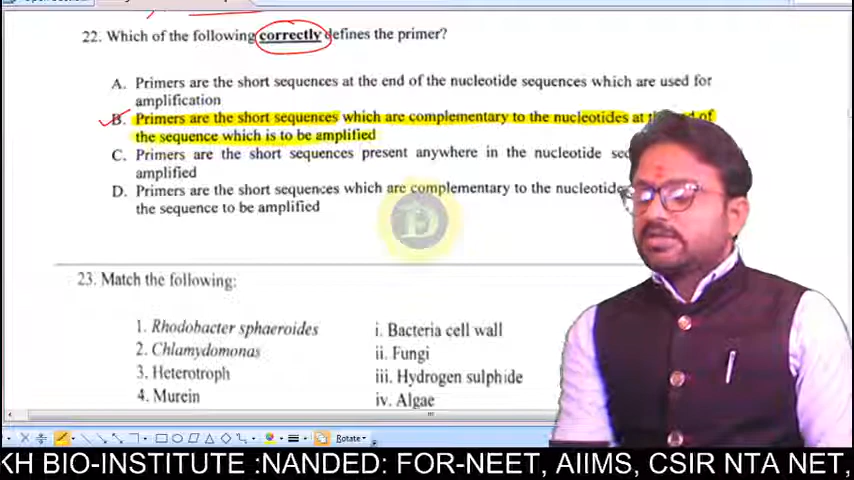 22. Which of the following correctly defines the primer?
A. Primers are the short sequences at the end of the nucleotide sequences which are used for
amplification
B. Primers are the short sequences which are complementary to the nucleotides at the end of
the sequence which is to be amplified
C. Primers are the short sequences present anywhere in the nucleotide
amplified
D. Primers are the short sequences which are complementary to the
the sequence to be amplified
23. Match the following:
1. Rhodobacter sphaeroides i. Bacteria cell wall
2. Chlamydomonas ii. Fungi
3. Heterotroph iii. Hydrogen sulphide
4. Murein iv. Algae
Rotate
KH BIO-INSTITUTE :NANDED: FOR-NEET, AIIMS, CSIR NTA NET,